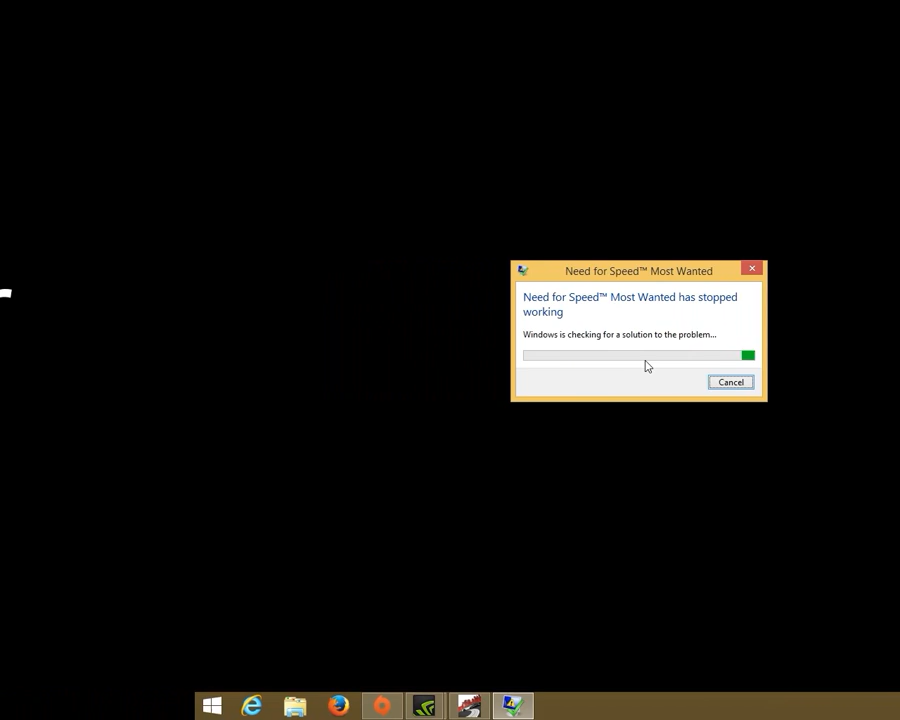 Need for Speed™ Most Wanted
Need for Speed™ Most Wanted has stopped
working
Windows is checking for a solution to the problem...
Cancel